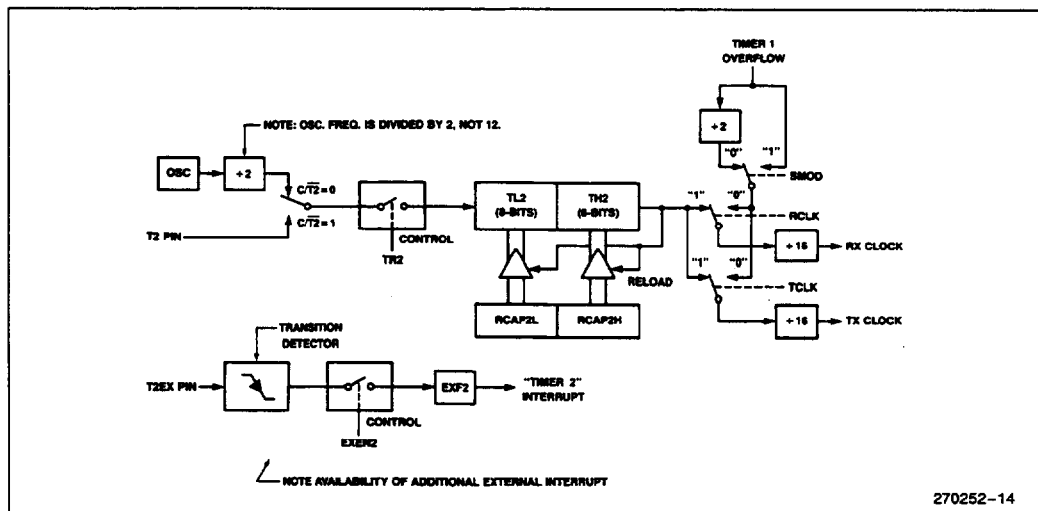 TIMER 1
OVERFLOW
÷ 2
"0"
"1"
SMOD
NOTE: OSC. FREQ. IS DIVIDED BY 2, NOT 12.
OSC
÷ 2
C/T2̅ = 0
C/T2̅ = 1
T2 PIN
CONTROL
TR2
TL2
(8-BITS)
TH2
(8-BITS)
"1"
"0"
RCLK
÷ 16
RX CLOCK
RELOAD
"1"
"0"
TCLK
RCAP2L
RCAP2H
÷ 16
TX CLOCK
TRANSITION
DETECTOR
T2EX PIN
CONTROL
EXEN2
EXF2
"TIMER 2"
INTERRUPT
NOTE AVAILABILITY OF ADDITIONAL EXTERNAL INTERRUPT
270252–14